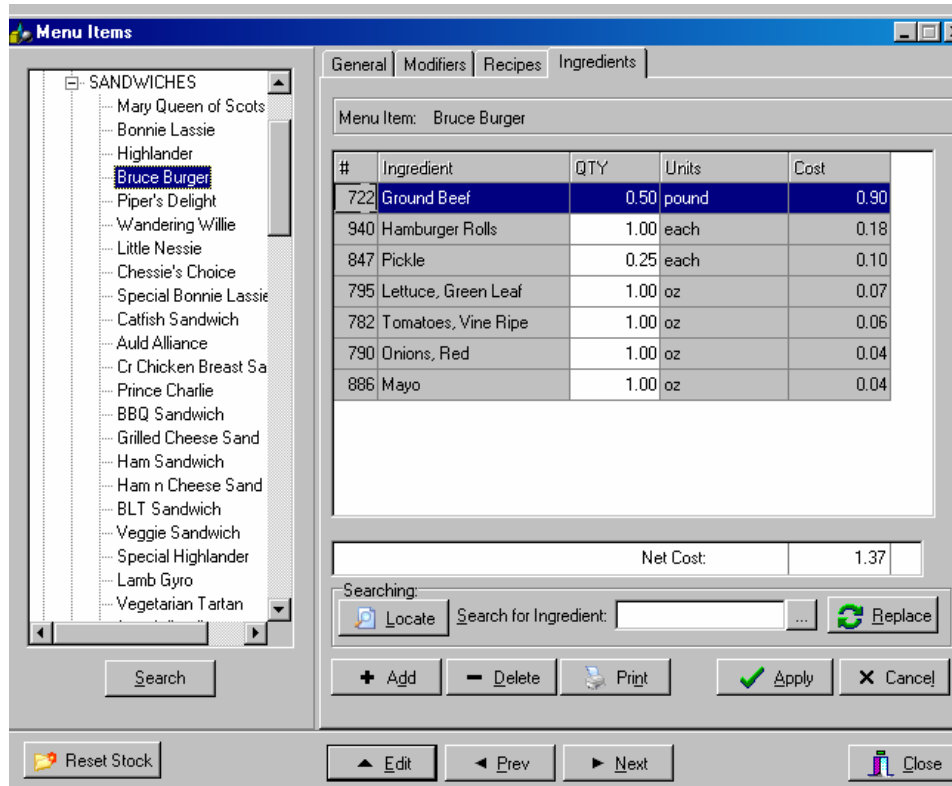 Menu Items
SANDWICHES
Mary Queen of Scots
Bonnie Lassie
Highlander
Bruce Burger
Piper's Delight
Wandering Willie
Little Nessie
Chessie's Choice
Special Bonnie Lassie
Catfish Sandwich
Auld Alliance
Cr Chicken Breast Sa
Prince Charlie
BBQ Sandwich
Grilled Cheese Sand
Ham Sandwich
Ham n Cheese Sand
BLT Sandwich
Veggie Sandwich
Special Highlander
Lamb Gyro
Vegetarian Tartan
Search
General Modifiers Recipes Ingredients
Menu Item: Bruce Burger
# Ingredient QTY Units Cost
722 Ground Beef 0.50 pound 0.90
940 Hamburger Rolls 1.00 each 0.18
847 Pickle 0.25 each 0.10
795 Lettuce, Green Leaf 1.00 oz 0.07
782 Tomatoes, Vine Ripe 1.00 oz 0.06
790 Onions, Red 1.00 oz 0.04
886 Mayo 1.00 oz 0.04
Net Cost: 1.37
Searching:
Locate Search for Ingredient: ... Replace
Add Delete Print Apply Cancel
Reset Stock Edit Prev Next Close